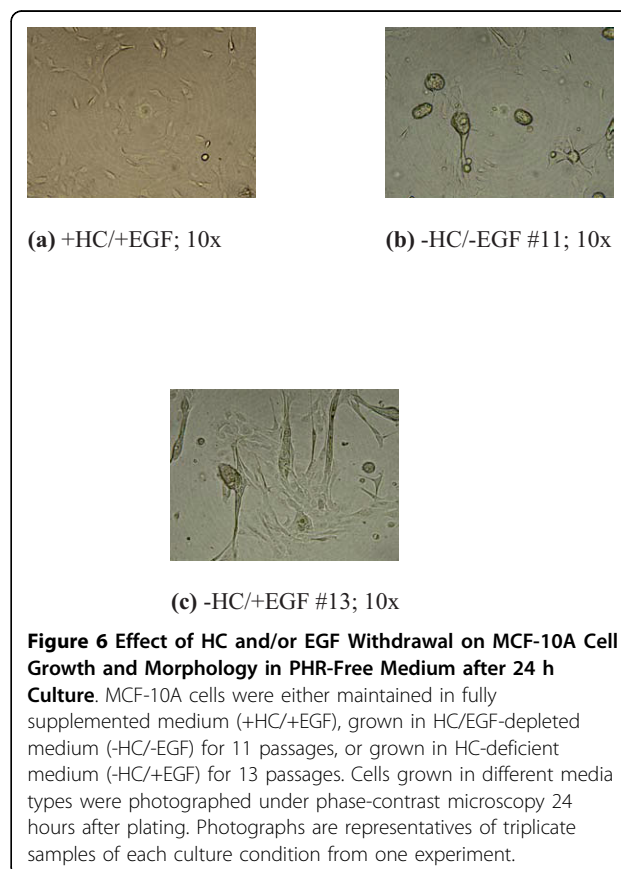 (a) +HC/+EGF; 10x
(b) -HC/-EGF #11; 10x
(c) -HC/+EGF #13; 10x
Figure 6 Effect of HC and/or EGF Withdrawal on MCF-10A Cell
Growth and Morphology in PHR-Free Medium after 24 h
Culture. MCF-10A cells were either maintained in fully
supplemented medium (+HC/+EGF), grown in HC/EGF-depleted
medium (-HC/-EGF) for 11 passages, or grown in HC-deficient
medium (-HC/+EGF) for 13 passages. Cells grown in different media
types were photographed under phase-contrast microscopy 24
hours after plating. Photographs are representatives of triplicate
samples of each culture condition from one experiment.